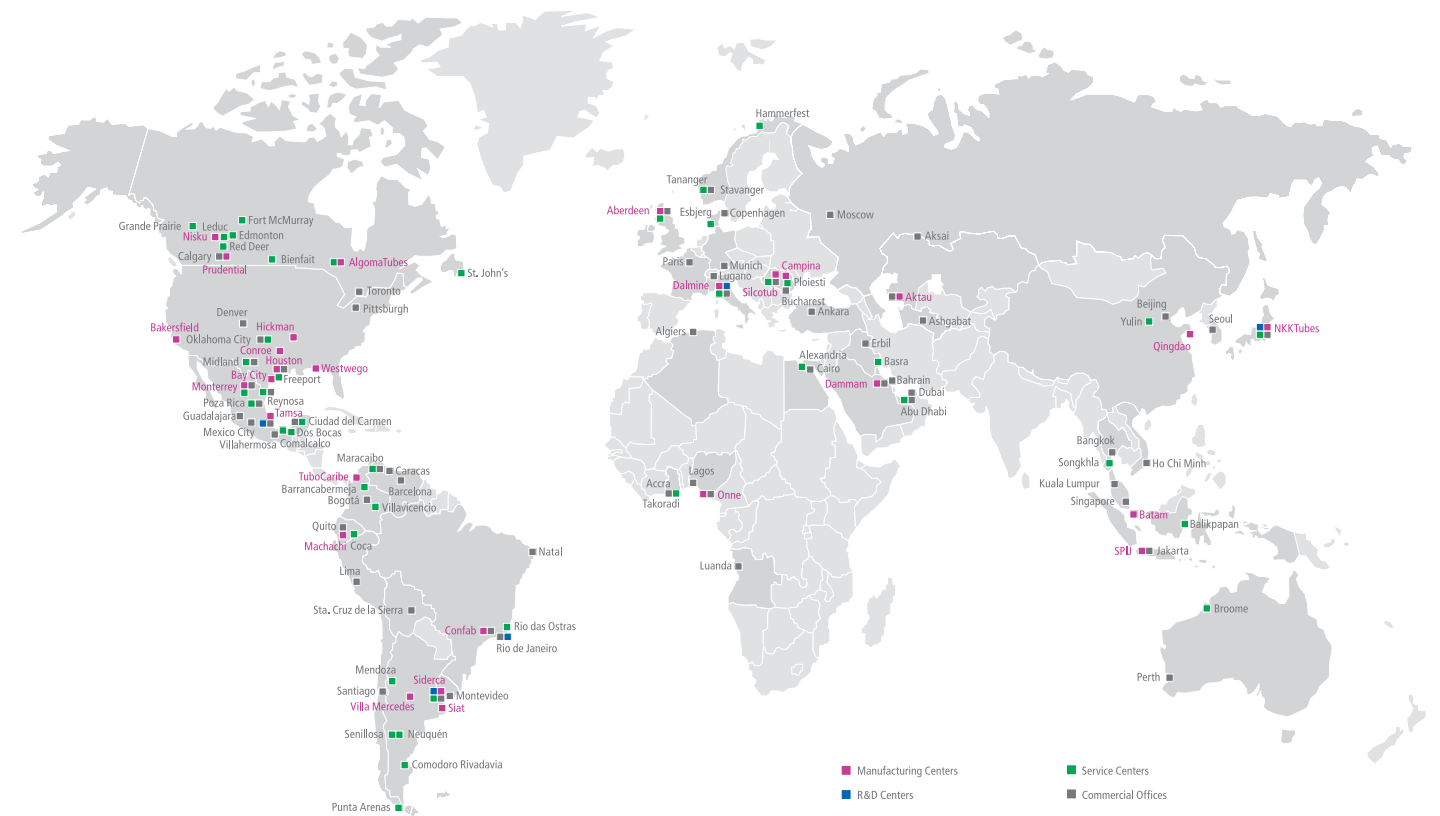 Hammerfest
Tananger
Stavanger
Aberdeen
Esbjerg
Copenhagen
Moscow
Aksai
Fort McMurray
Grande Prairie
Leduc
Nisku
Edmonton
Red Deer
Calgary
Bienfait
AlgomaTubes
Prudential
St. John's
Toronto
Pittsburgh
Paris
Munich
Campina
Lugano
Dalmine
Silcotub
Ploiesti
Bucharest
Ankara
Aktau
Ashgabat
Beijing
Yulin
Seoul
NKKTubes
Qingdao
Denver
Bakersfield
Hickman
Oklahoma City
Conroe
Midland
Houston
Westwego
Bay City
Freeport
Monterrey
Reynosa
Poza Rica
Tamsa
Guadalajara
Ciudad del Carmen
Mexico City
Dos Bocas
Villahermosa
Comalcalco
Algiers
Erbil
Alexandria
Cairo
Basra
Dammam
Bahrain
Dubai
Abu Dhabi
Bangkok
Songkhla
Ho Chi Minh
Kuala Lumpur
Singapore
Batam
Balikpapan
SPIJ
Jakarta
Maracaibo
Caracas
TuboCaribe
Barcelona
Barrancabermeja
Bogotá
Villavicencio
Lagos
Accra
Onne
Takoradi
Quito
Machachi
Coca
Natal
Lima
Luanda
Sta. Cruz de la Sierra
Broome
Confab
Rio das Ostras
Rio de Janeiro
Mendoza
Siderca
Santiago
Montevideo
Villa Mercedes
Siat
Perth
Senillosa
Neuquén
Comodoro Rivadavia
Punta Arenas
Manufacturing Centers
Service Centers
R&D Centers
Commercial Offices